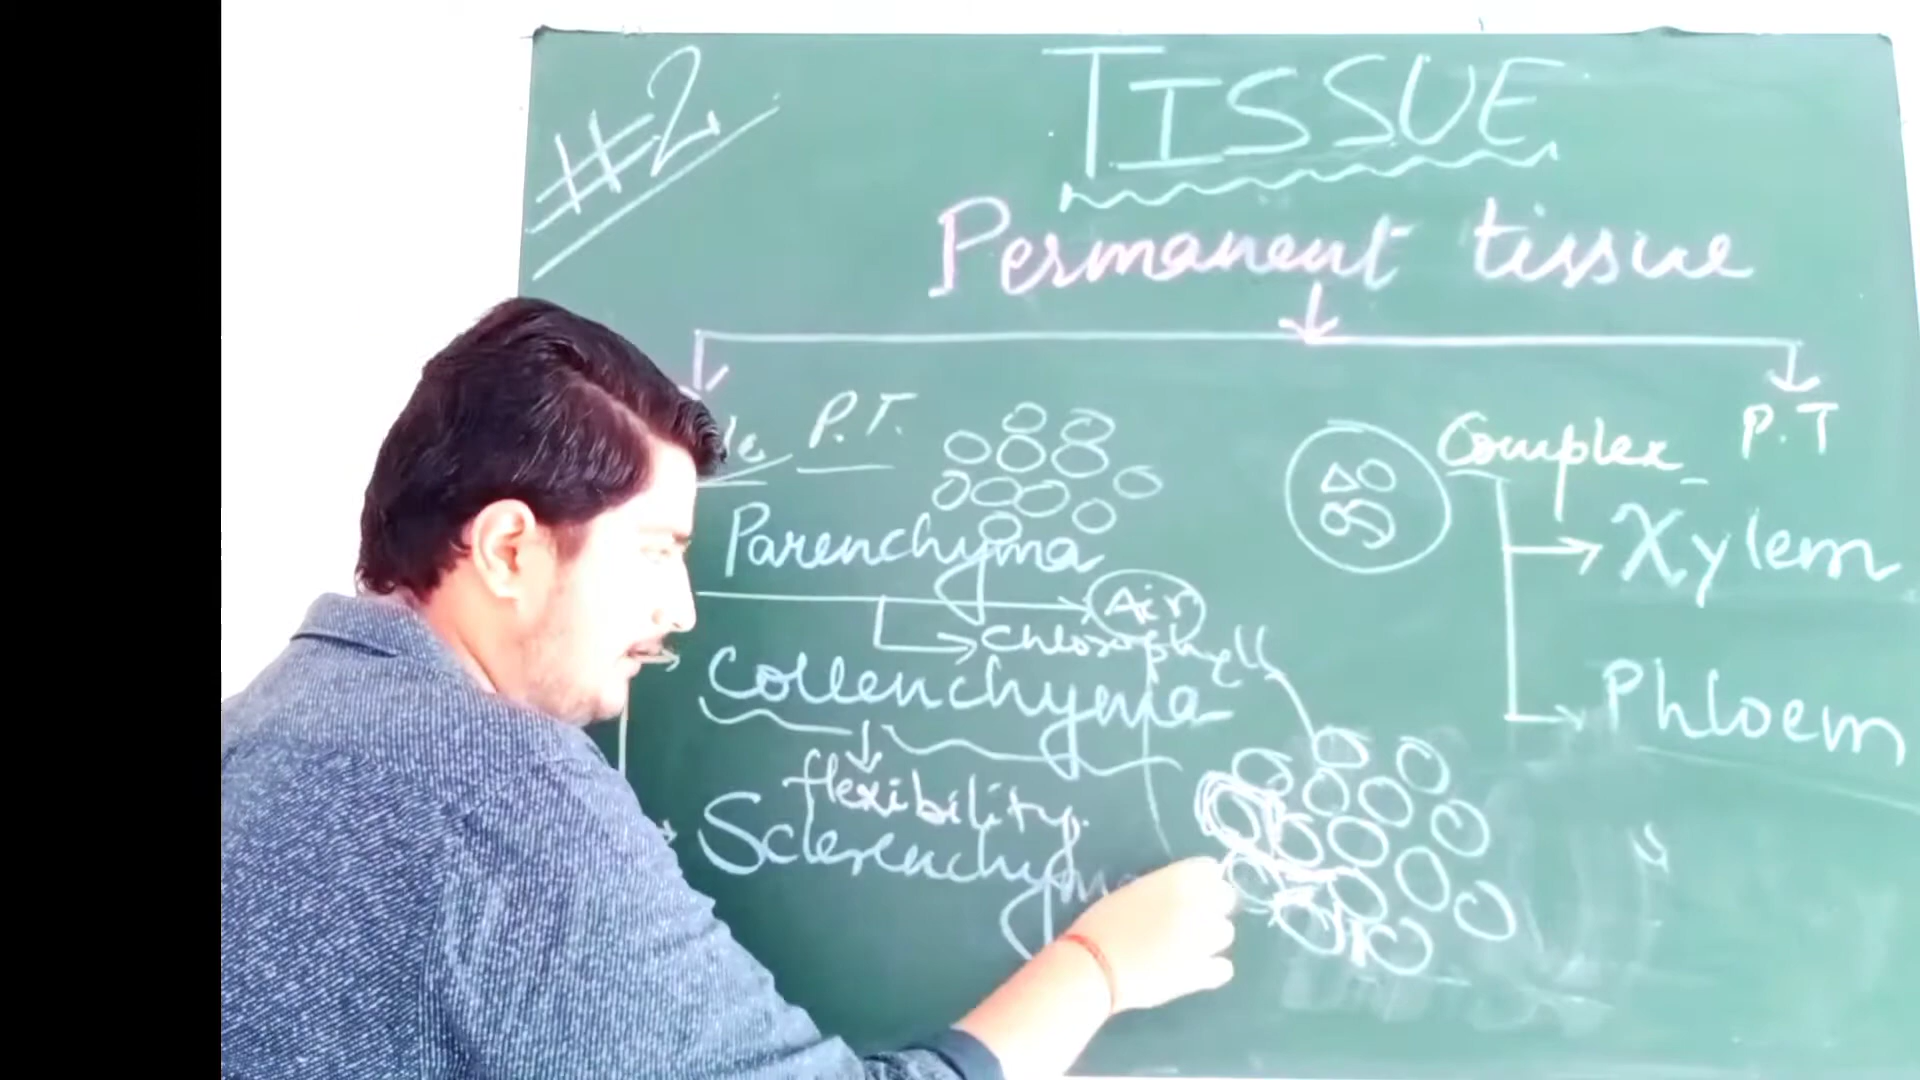 #2
TISSUE
Permanent tissue
le P.T.
Complex P.T
Parenchyma
Air
Chlorophyll
Collenchyma
flexibility.
Sclerenchyma
Xylem
Phloem